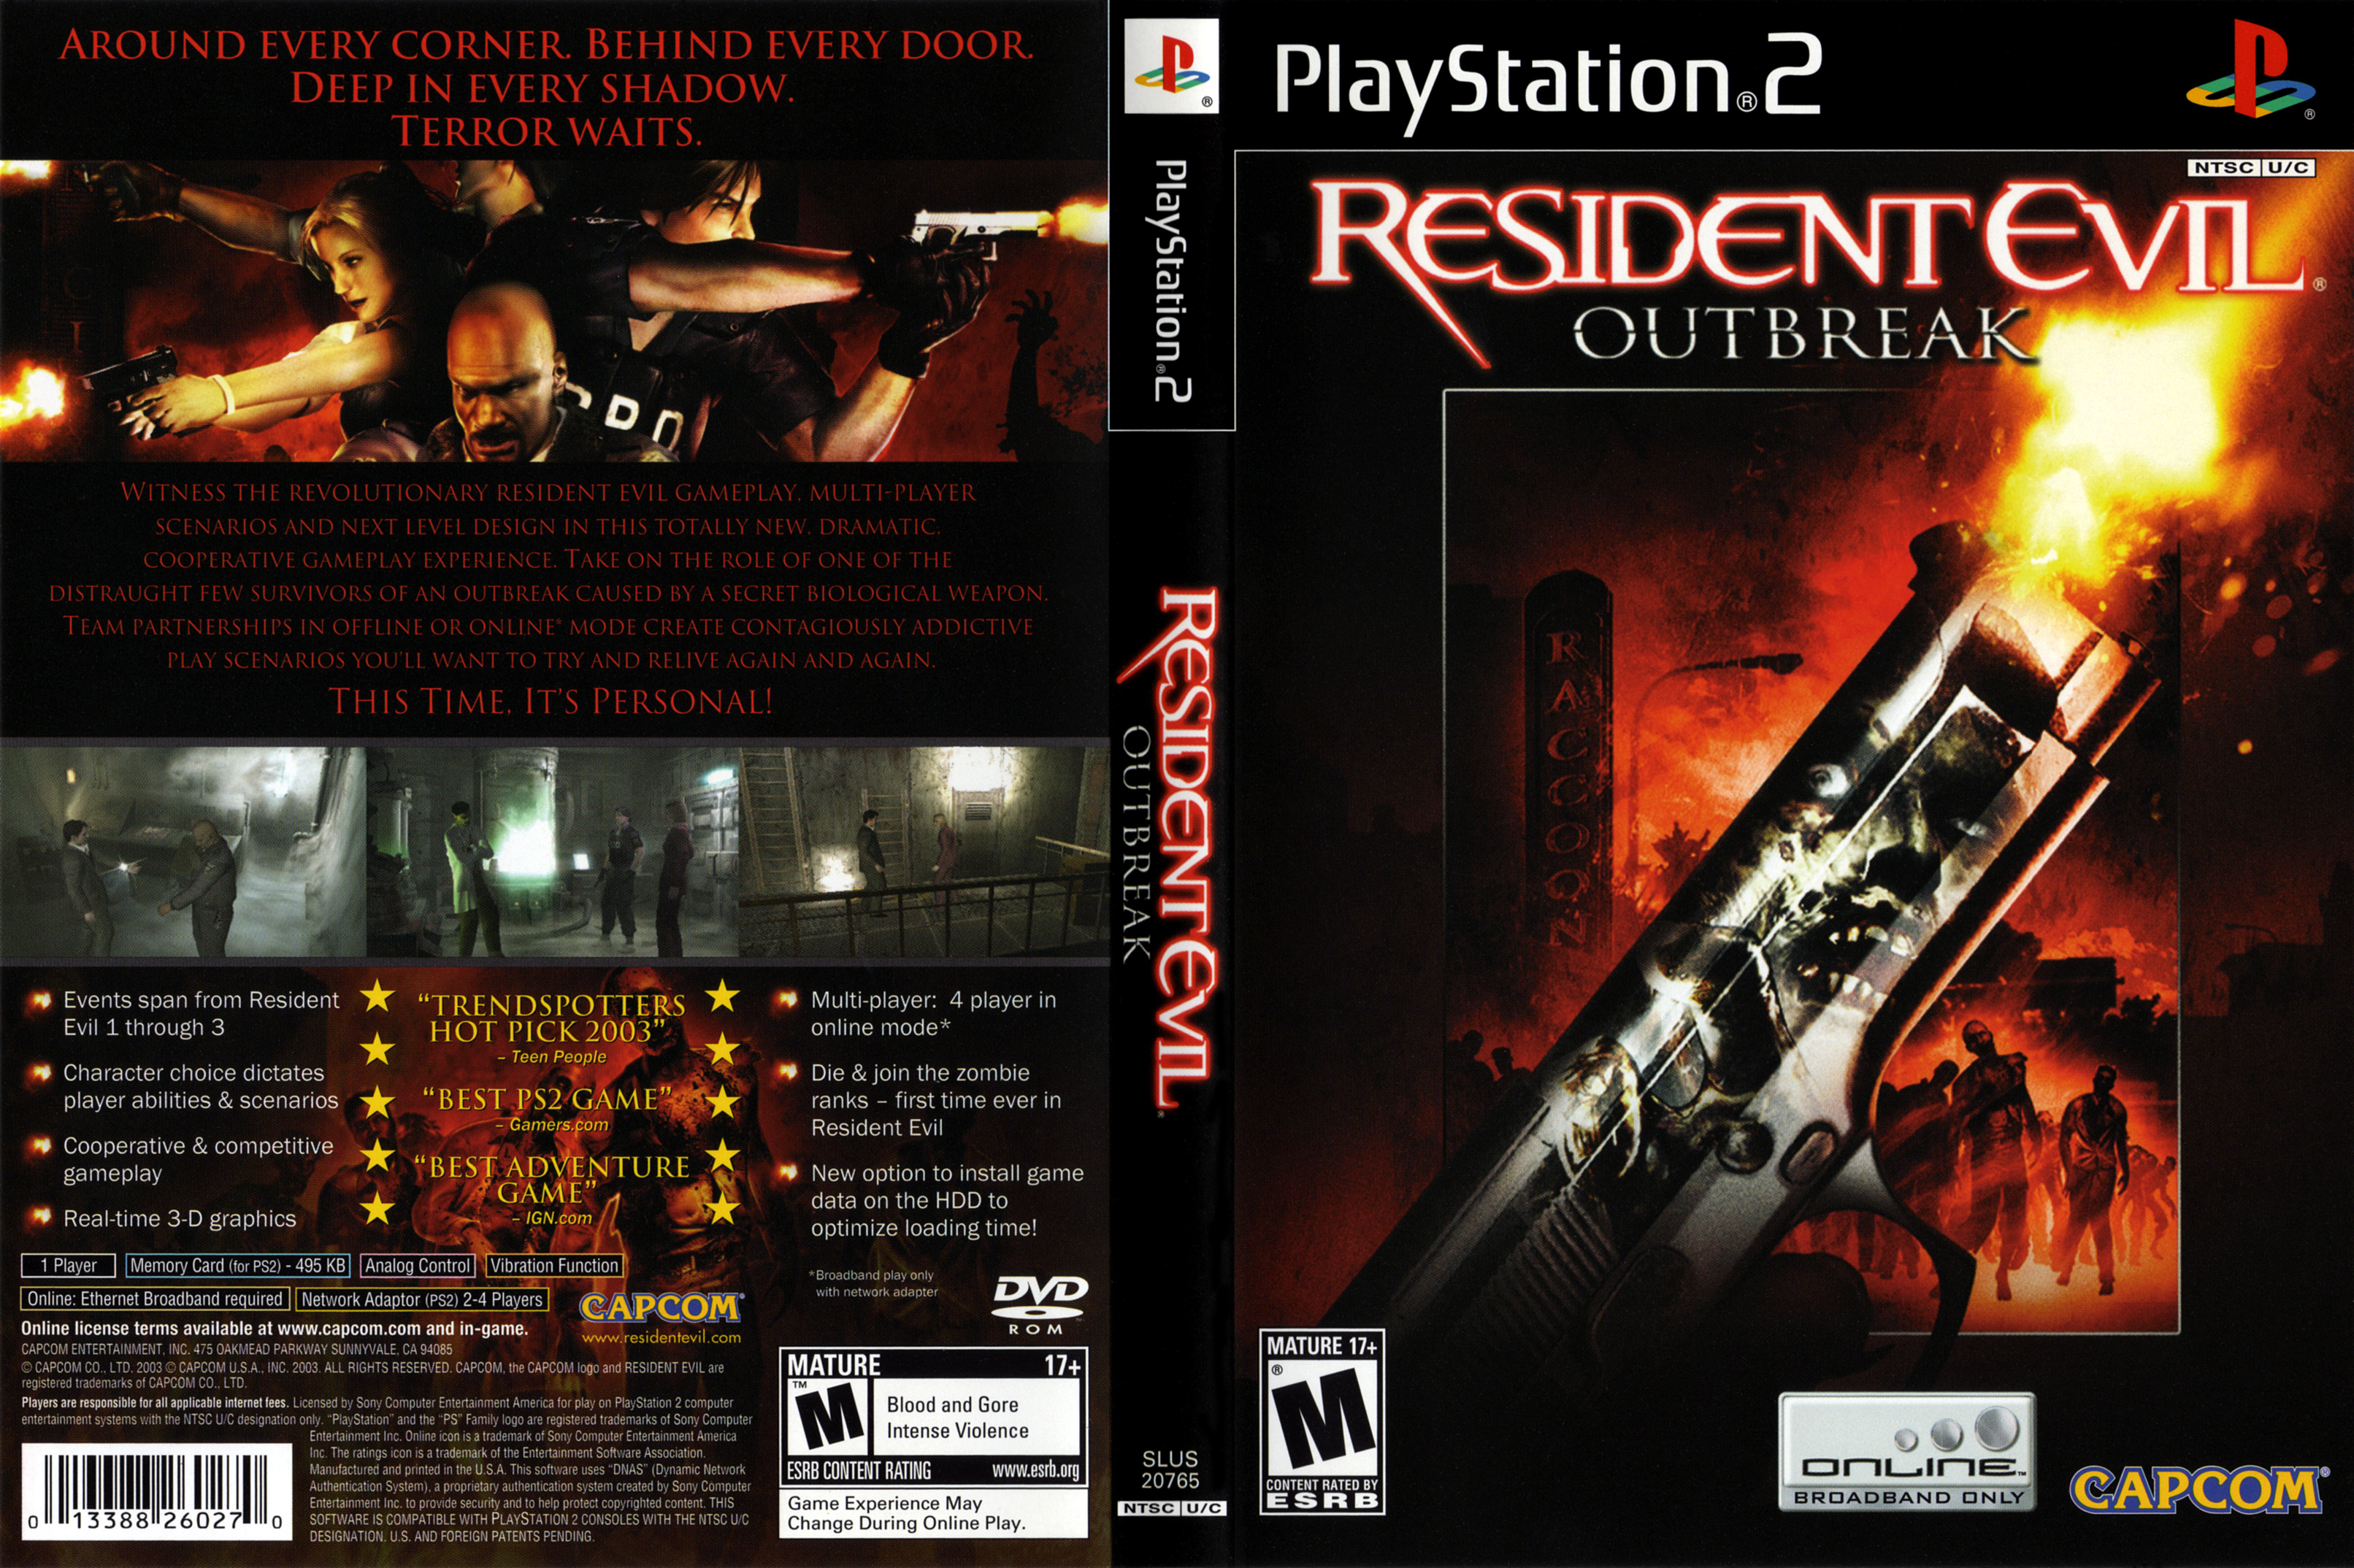 AROUND EVERY CORNER. BEHIND EVERY DOOR.
DEEP IN EVERY SHADOW.
TERROR WAITS.
RPD
WITNESS THE REVOLUTIONARY RESIDENT EVIL GAMEPLAY, MULTI-PLAYER
SCENARIOS AND NEXT LEVEL DESIGN IN THIS TOTALLY NEW, DRAMATIC,
COOPERATIVE GAMEPLAY EXPERIENCE. TAKE ON THE ROLE OF ONE OF THE
DISTRAUGHT FEW SURVIVORS OF AN OUTBREAK CAUSED BY A SECRET BIOLOGICAL WEAPON.
TEAM PARTNERSHIPS IN OFFLINE OR ONLINE* MODE CREATE CONTAGIOUSLY ADDICTIVE
PLAY SCENARIOS YOU'LL WANT TO TRY AND RELIVE AGAIN AND AGAIN.
THIS TIME, IT'S PERSONAL!
Events span from Resident
Evil 1 through 3
Character choice dictates
player abilities & scenarios
Cooperative & competitive
gameplay
Real-time 3-D graphics
"TRENDSPOTTERS
HOT PICK 2003"
– Teen People
"BEST PS2 GAME"
– Gamers.com
"BEST ADVENTURE
GAME"
– IGN.com
Multi-player: 4 player in
online mode*
Die & join the zombie
ranks – first time ever in
Resident Evil
New option to install game
data on the HDD to
optimize loading time!
*Broadband play only
with network adapter
DVD
ROM
1 Player
Memory Card (for PS2) - 495 KB
Analog Control
Vibration Function
Online: Ethernet Broadband required
Network Adaptor (PS2) 2-4 Players
CAPCOM®
www.residentevil.com
Online license terms available at www.capcom.com and in-game.
CAPCOM ENTERTAINMENT, INC. 475 OAKMEAD PARKWAY SUNNYVALE, CA 94085
© CAPCOM CO., LTD. 2003 © CAPCOM U.S.A., INC. 2003. ALL RIGHTS RESERVED. CAPCOM, the CAPCOM logo and RESIDENT EVIL are
registered trademarks of CAPCOM CO., LTD.
Players are responsible for all applicable internet fees. Licensed by Sony Computer Entertainment America for play on PlayStation 2 computer
entertainment systems with the NTSC U/C designation only. "PlayStation" and the "PS" Family logo are registered trademarks of Sony Computer
Entertainment Inc. Online icon is a trademark of Sony Computer Entertainment America
Inc. The ratings icon is a trademark of the Entertainment Software Association.
Manufactured and printed in the U.S.A. This software uses "DNAS" (Dynamic Network
Authentication System), a proprietary authentication system created by Sony Computer
Entertainment Inc. to provide security and to help protect copyrighted content. THIS
SOFTWARE IS COMPATIBLE WITH PLAYSTATION 2 CONSOLES WITH THE NTSC U/C
DESIGNATION. U.S. AND FOREIGN PATENTS PENDING.
0 13388 26027 0
MATURE 17+
M™
Blood and Gore
Intense Violence
ESRB CONTENT RATING www.esrb.org
Game Experience May
Change During Online Play.
PlayStation®2
RESIDENT EVIL®
OUTBREAK
SLUS
20765
NTSC U/C
PlayStation®2
NTSC U/C
RESIDENT EVIL®
OUTBREAK
RACCOON
MATURE 17+
M®
CONTENT RATED BY
ESRB
ONLINE™
BROADBAND ONLY
CAPCOM®